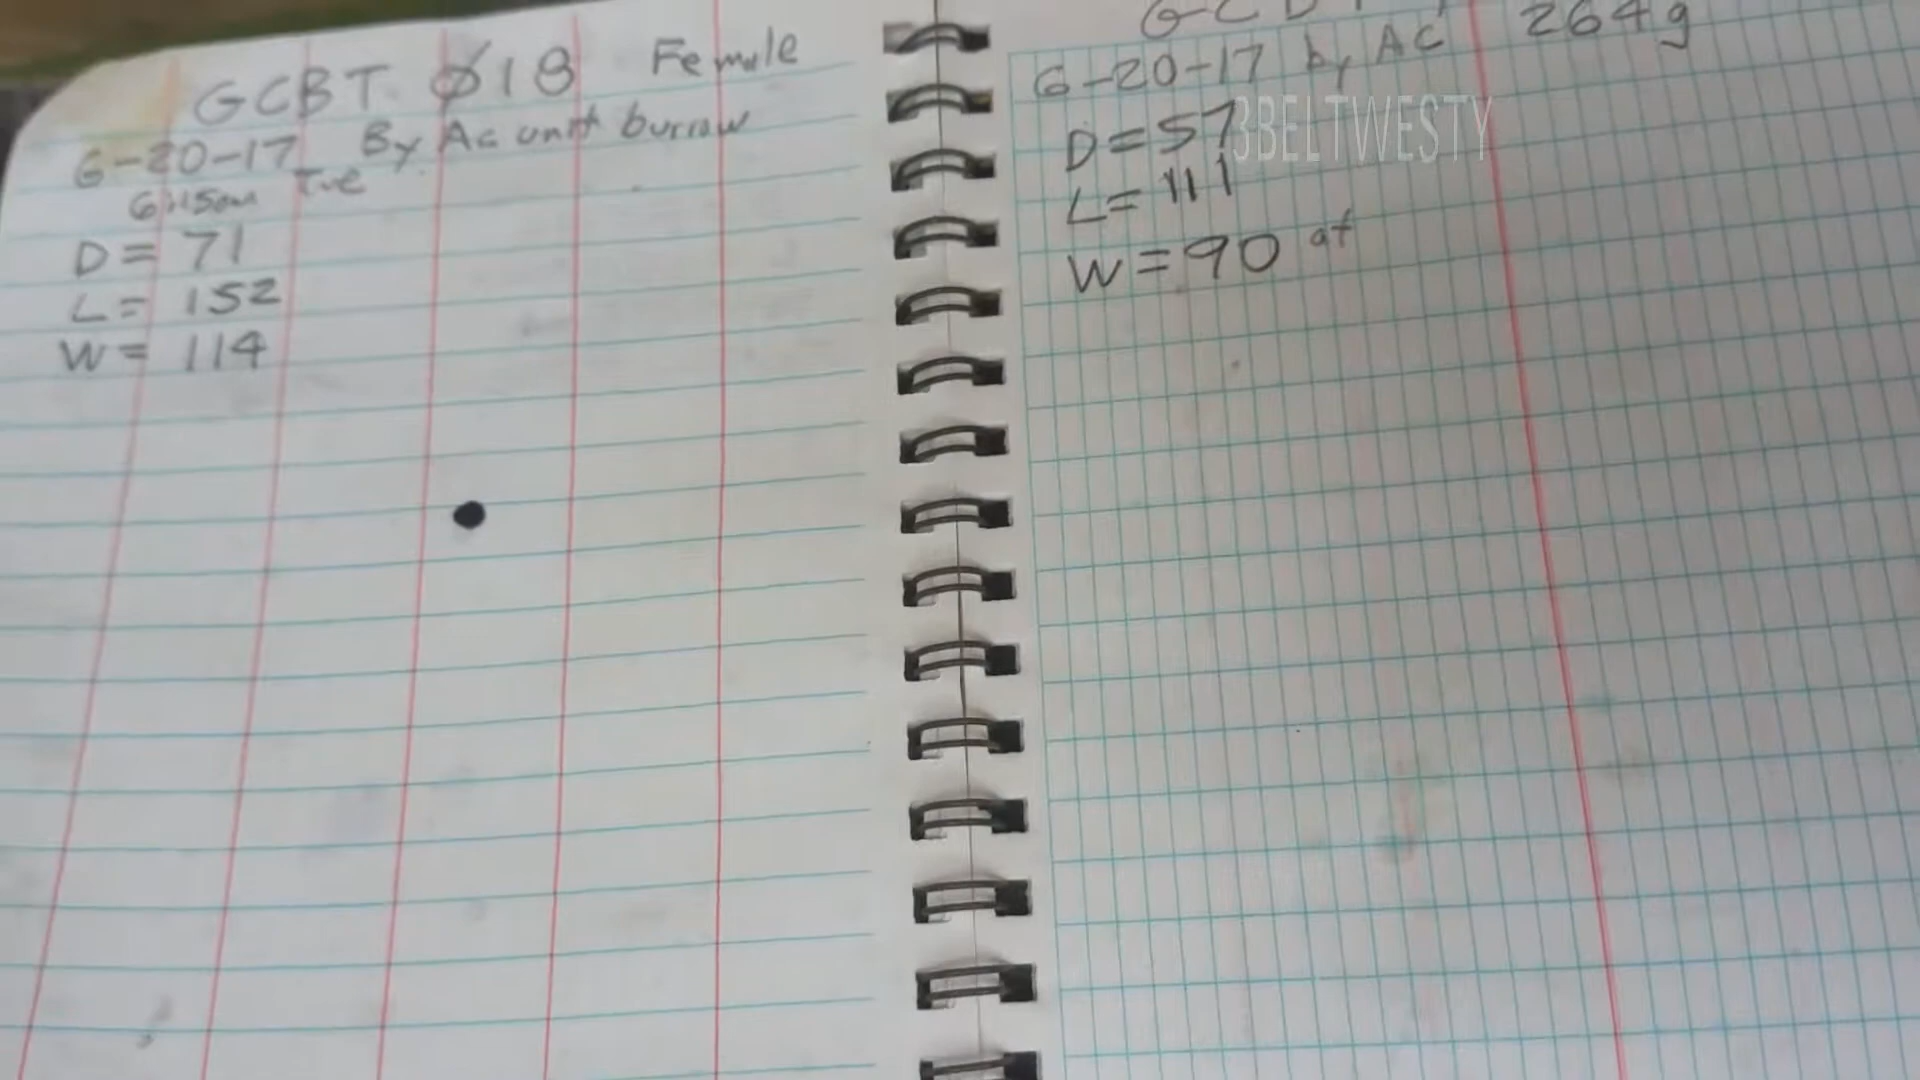 GCBT Ø18 Female
6-20-17 By Ac unit burrow
6:15am Tue
D = 71
L = 152
W = 114
264g
6-20-17 by AC
D = 57
L = 111
W = 90 at
3BELTWESTY